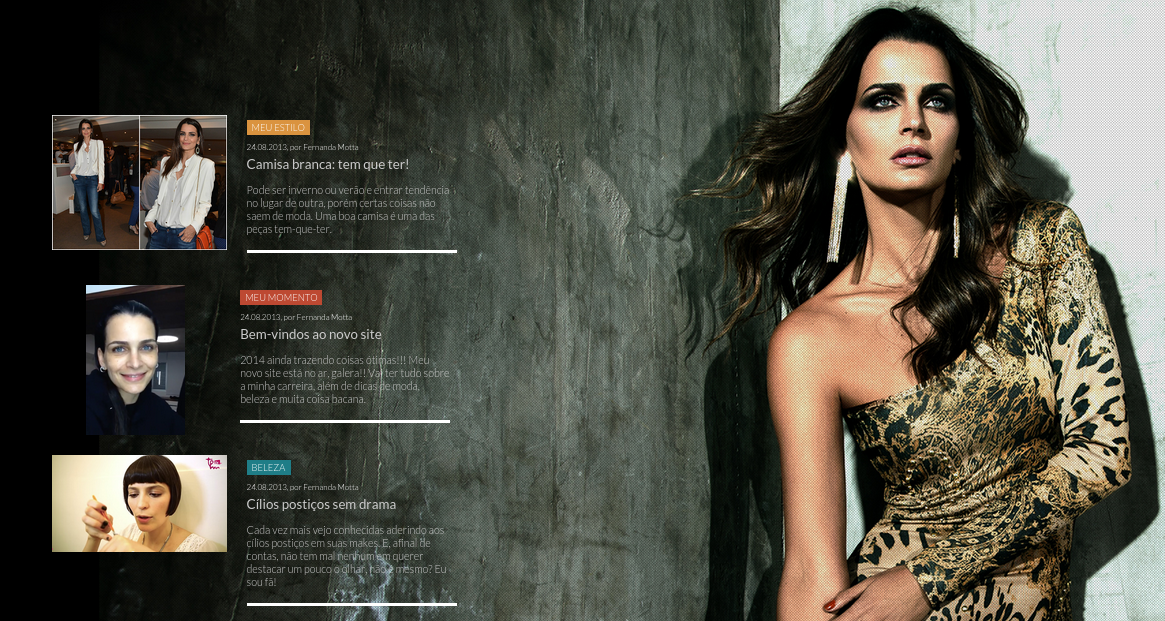 MEU ESTILO
24.08.2013, por Fernanda Motta
Camisa branca: tem que ter!
Pode ser inverno ou verão e entrar tendência
no lugar de outra, porém certas coisas não
saem de moda. Uma boa camisa é uma das
peças tem-que-ter.
MEU MOMENTO
24.08.2013, por Fernanda Motta
Bem-vindos ao novo site
2014 ainda trazendo coisas ótimas!!! Meu
novo site está no ar, galera!! Vai ter tudo sobre
a minha carreira, além de dicas de moda,
beleza e muita coisa bacana.
BELEZA
24.08.2013, por Fernanda Motta
Cílios postiços sem drama
Cada vez mais vejo conhecidas aderindo aos
cílios postiços em suas makes. E, afinal de
contas, não tem mal nenhum em querer
destacar um pouco o olhar, não é mesmo? Eu
sou fã!